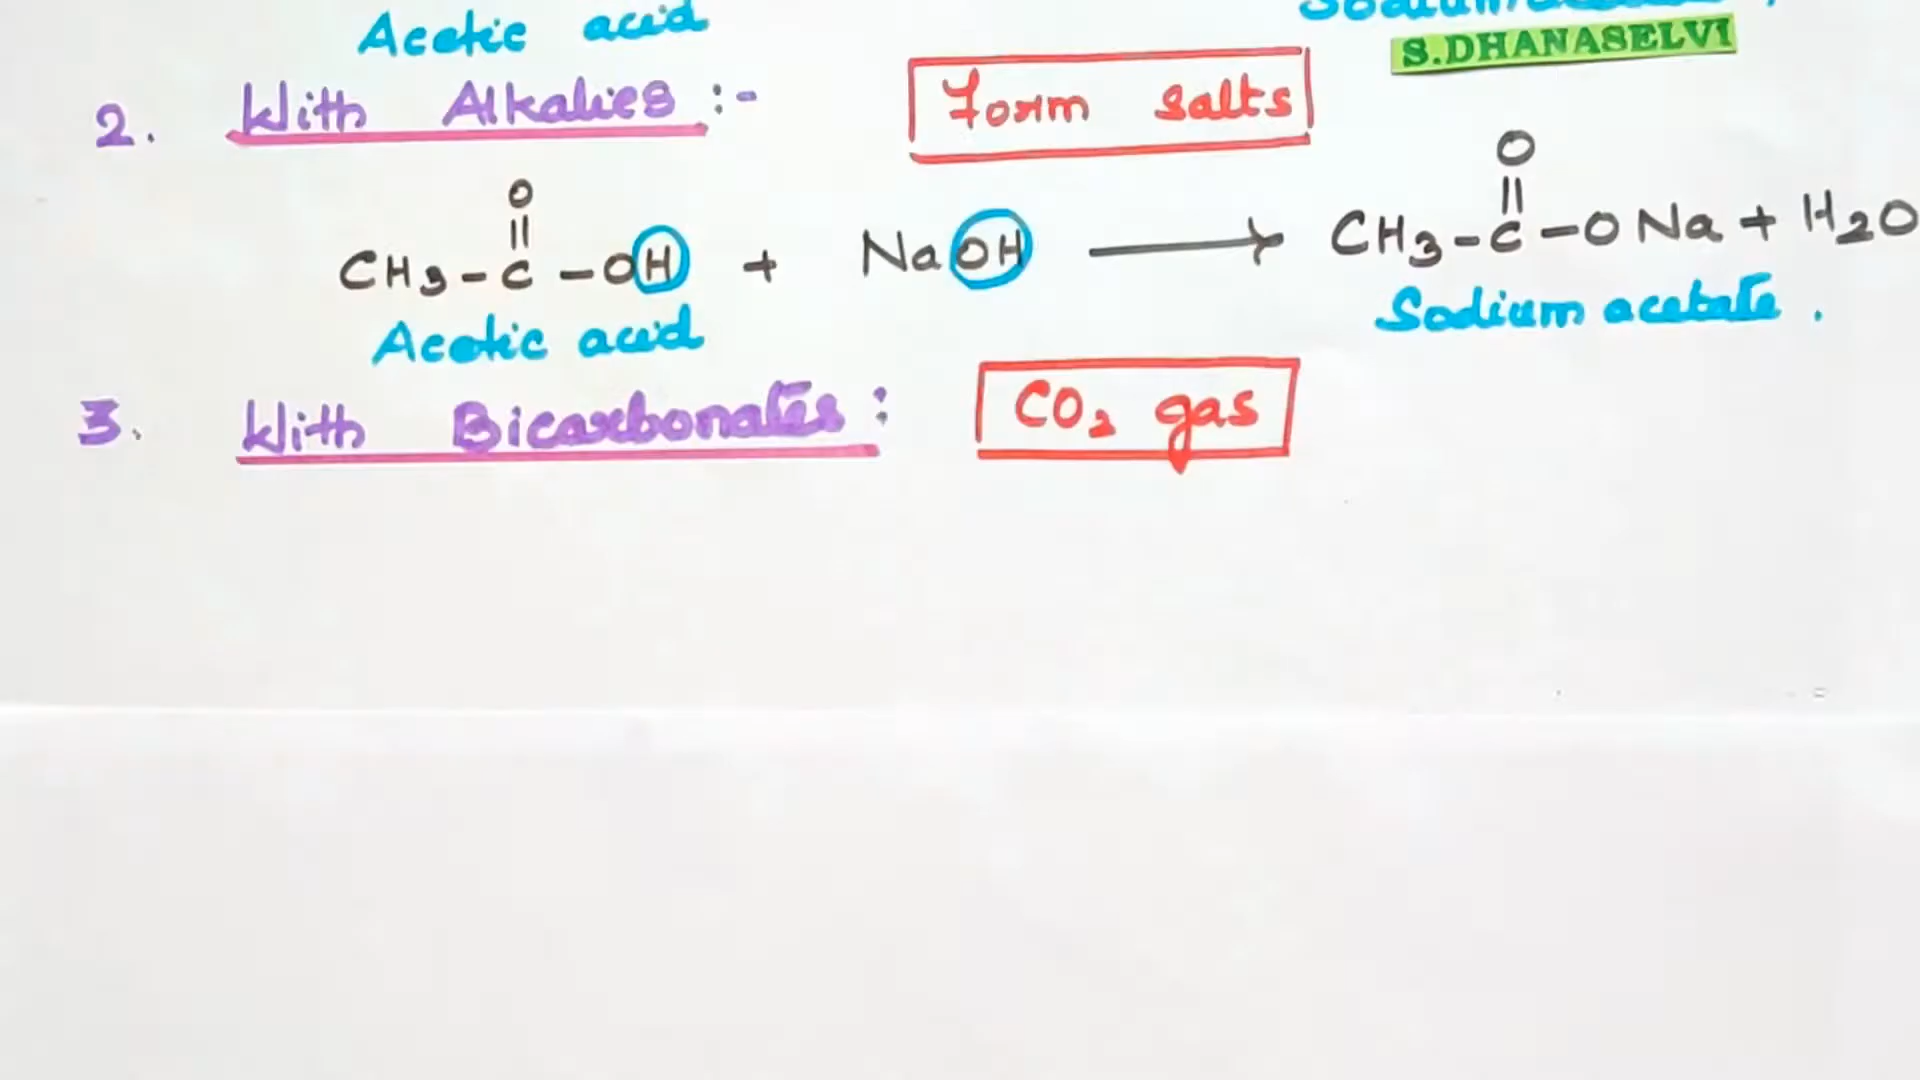 Acetic acid
S.DHANASELVI
2. With Alkalies :- Form salts
O
||
CH3-C-OH + NaOH ⟶ CH3-C-ONa + H2O
O
||
Acetic acid
Sodium acetate.
3. With Bicarbonates: CO2 gas